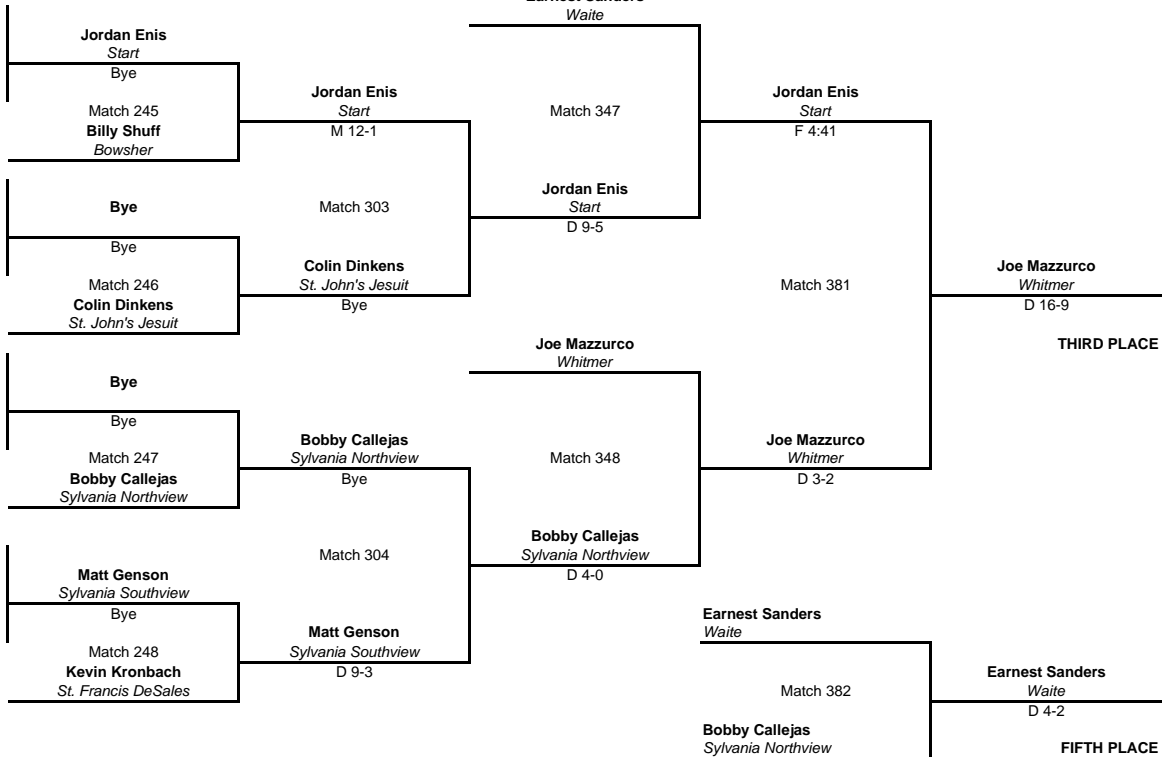 Earnest Sanders
Waite
Jordan Enis
Start
Bye
Match 245
Billy Shuff
Bowsher
Jordan Enis
Start
M 12-1
Match 347
Jordan Enis
Start
F 4:41
Bye
Bye
Match 246
Colin Dinkens
St. John's Jesuit
Match 303
Colin Dinkens
St. John's Jesuit
Bye
Jordan Enis
Start
D 9-5
Match 381
Joe Mazzurco
Whitmer
D 16-9
THIRD PLACE
Joe Mazzurco
Whitmer
Bye
Bye
Match 247
Bobby Callejas
Sylvania Northview
Bobby Callejas
Sylvania Northview
Bye
Match 348
Joe Mazzurco
Whitmer
D 3-2
Match 304
Bobby Callejas
Sylvania Northview
D 4-0
Matt Genson
Sylvania Southview
Bye
Match 248
Kevin Kronbach
St. Francis DeSales
Matt Genson
Sylvania Southview
D 9-3
Earnest Sanders
Waite
Match 382
Bobby Callejas
Sylvania Northview
Earnest Sanders
Waite
D 4-2
FIFTH PLACE